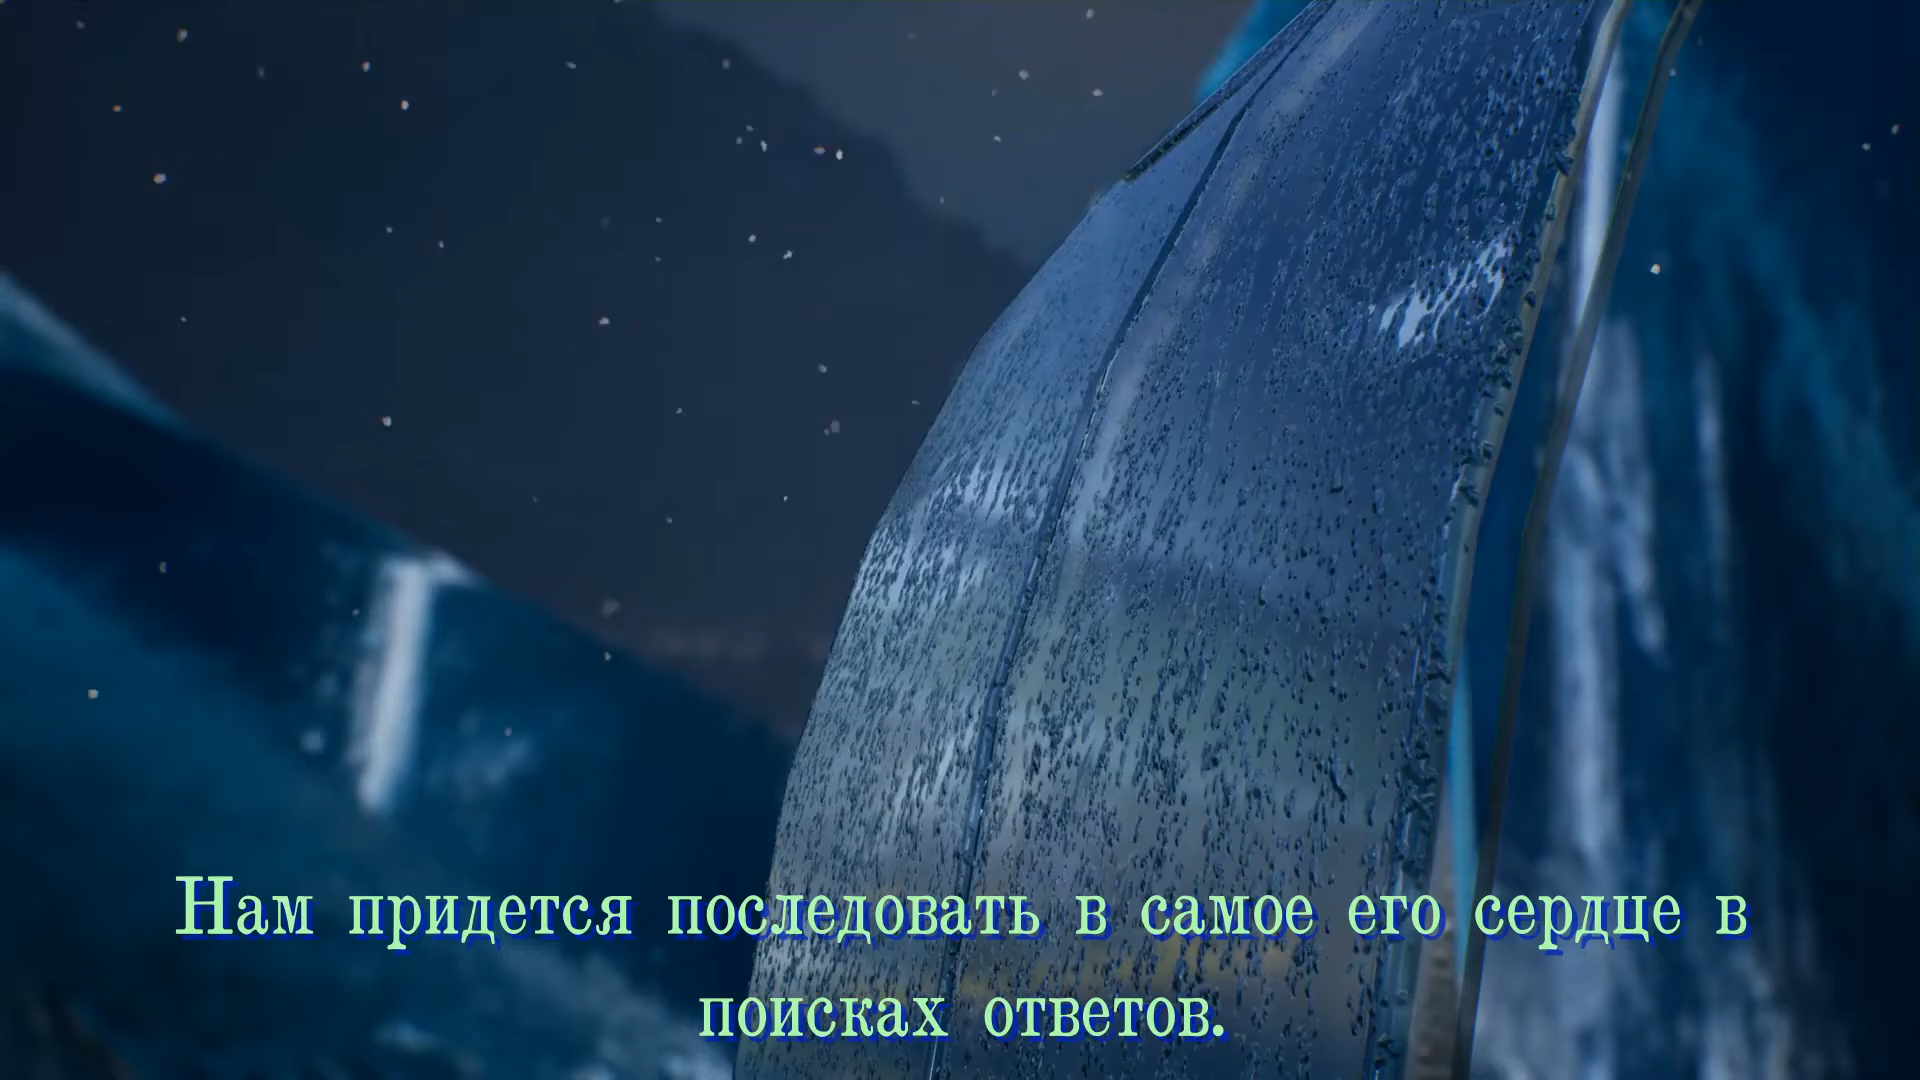 Нам придется последовать в самое его сердце в
поисках ответов.